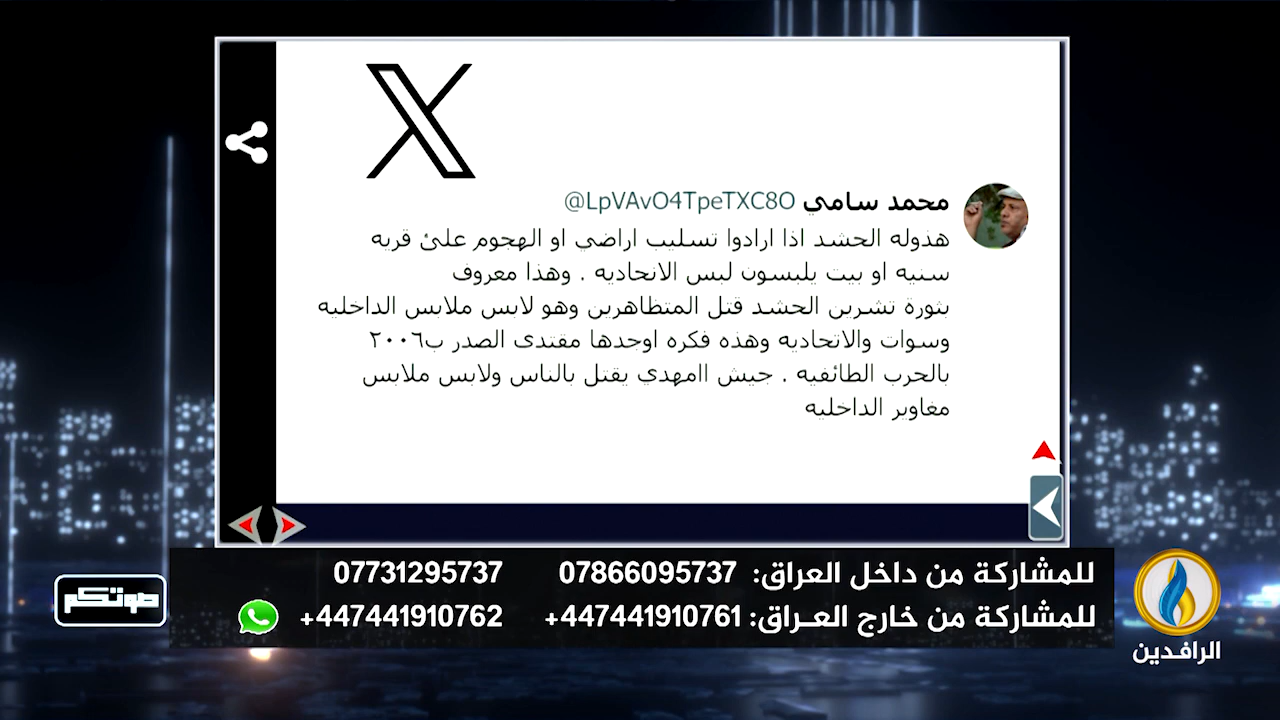 محمد سامي @LpVAvO4TpeTXC8O
هذوله الحشد اذا ارادوا تسليب اراضي او الهجوم علئ قريه
سنيه او بيت يلبسون لبس الاتحاديه . وهذا معروف
بثورة تشرين الحشد قتل المتظاهرين وهو لابس ملابس الداخليه
وسوات والاتحاديه وهذه فكره اوجدها مقتدى الصدر ب٢٠٠٦
بالحرب الطائفيه . جيش اامهدي يقتل بالناس ولابس ملابس
مغاوير الداخليه
للمشاركة من داخل العراق: 07866095737 07731295737
للمشاركة من خارج العـراق: 447441910761+ 447441910762+
صوتكم
الرافدين